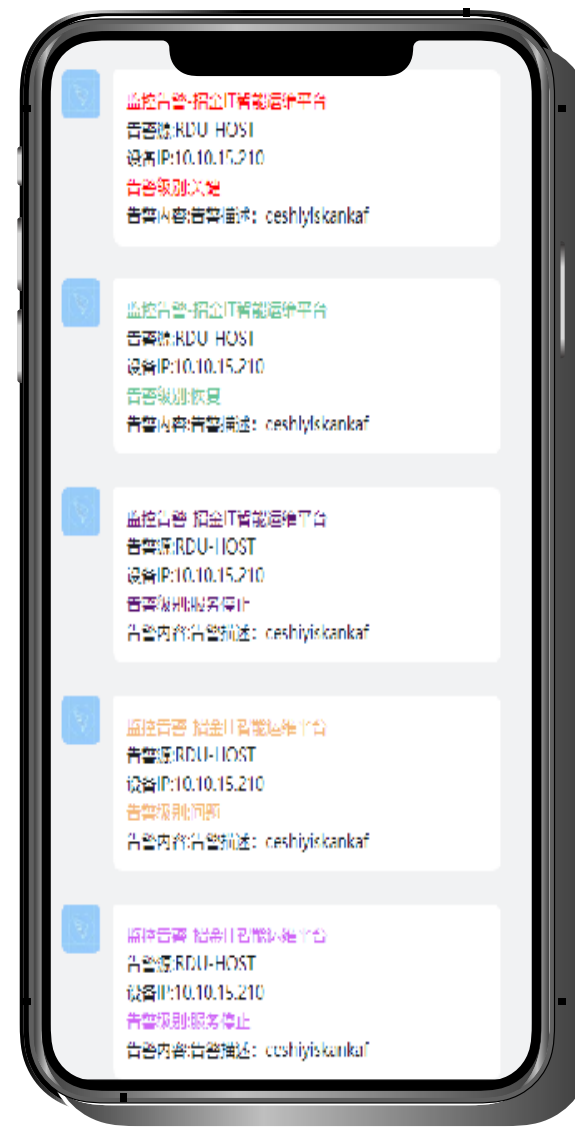 监控告警-招金IT智能运维平台
告警源:RDU-HOST
设备IP:10.10.15.210
告警级别:关键
告警内容:告警描述：ceshiyiskankaf
监控告警-招金IT智能运维平台
告警源:RDU-HOST
设备IP:10.10.15.210
告警级别:恢复
告警内容:告警描述：ceshiyiskankaf
监控告警-招金IT智能运维平台
告警源:RDU-HOST
设备IP:10.10.15.210
告警级别:服务停止
告警内容:告警描述：ceshiyiskankaf
监控告警-招金IT智能运维平台
告警源:RDU-HOST
设备IP:10.10.15.210
告警级别:问题
告警内容:告警描述：ceshiyiskankaf
监控告警-招金IT智能运维平台
告警源:RDU-HOST
设备IP:10.10.15.210
告警级别:服务停止
告警内容:告警描述：ceshiyiskankaf